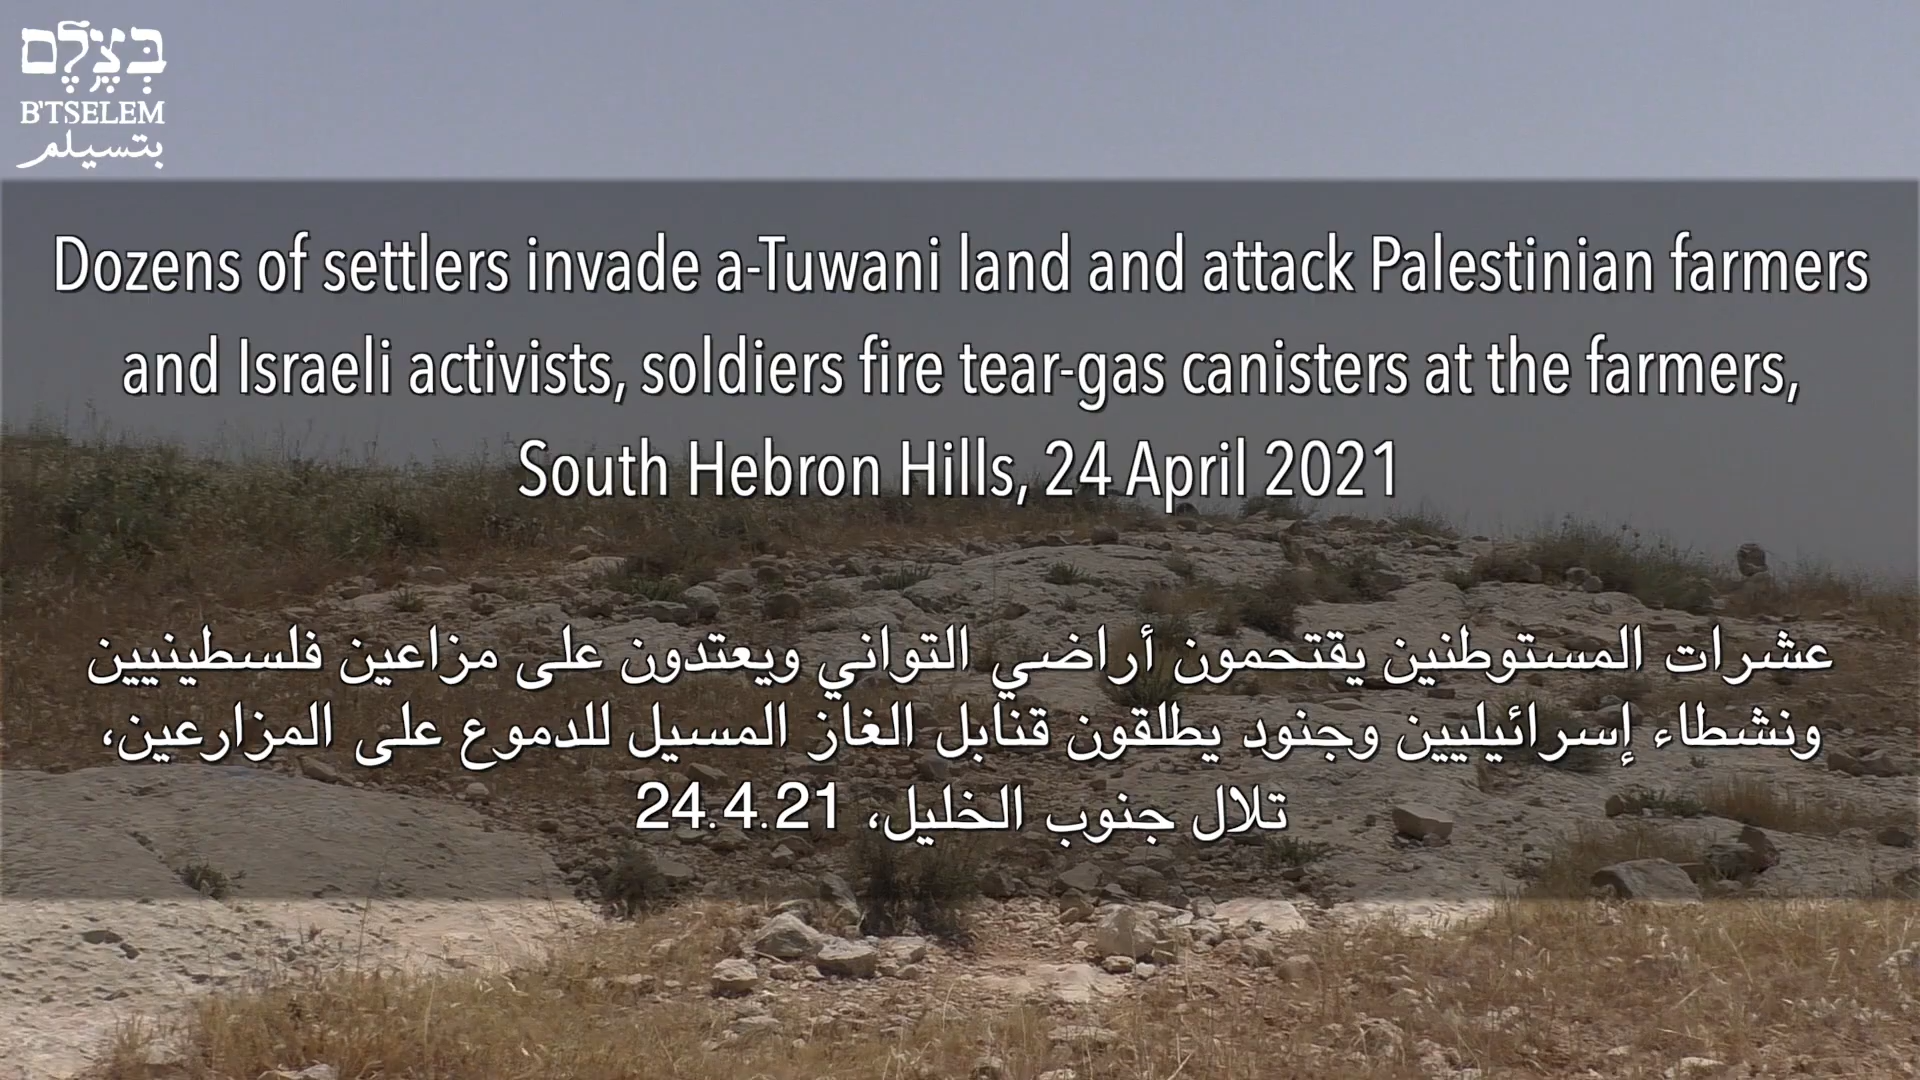 בְּצֶלֶם
B'TSELEM
بتسيلم
Dozens of settlers invade a-Tuwani land and attack Palestinian farmers
and Israeli activists, soldiers fire tear-gas canisters at the farmers,
South Hebron Hills, 24 April 2021
عشرات المستوطنين يقتحمون أراضي التواني ويعتدون على مزاعين فلسطينيين
ونشطاء إسرائيليين وجنود يطلقون قنابل الغاز المسيل للدموع على المزارعين،
تلال جنوب الخليل، 24.4.21